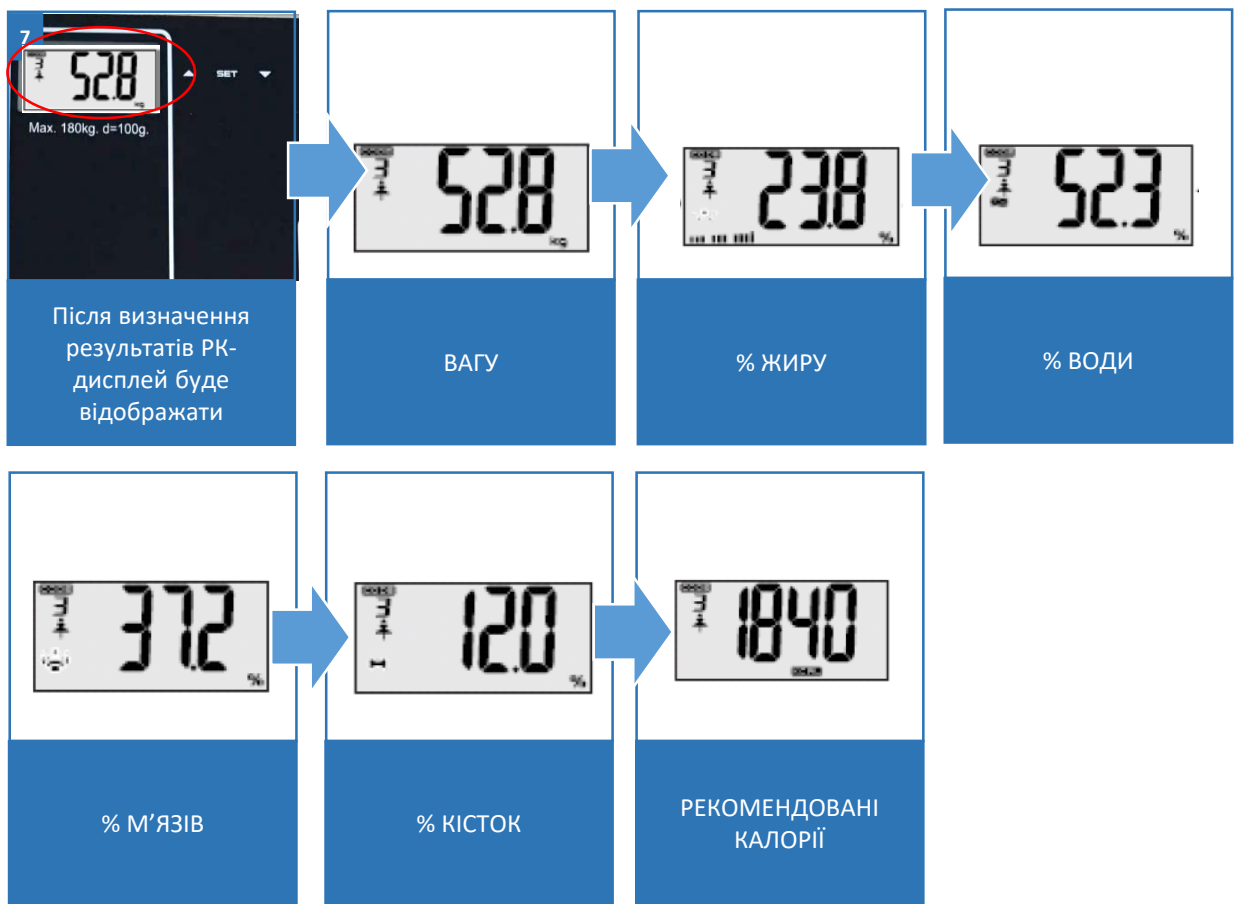 7
52.8
kg
SET
Max. 180kg. d=100g.
Після визначення
результатів РК-
дисплей буде
відображати
52.8
kg
ВАГУ
23.8
%
% ЖИРУ
52.3
%
% ВОДИ
37.2
%
% М’ЯЗІВ
12.0
%
% КІСТОК
1840
РЕКОМЕНДОВАНІ
КАЛОРІЇ